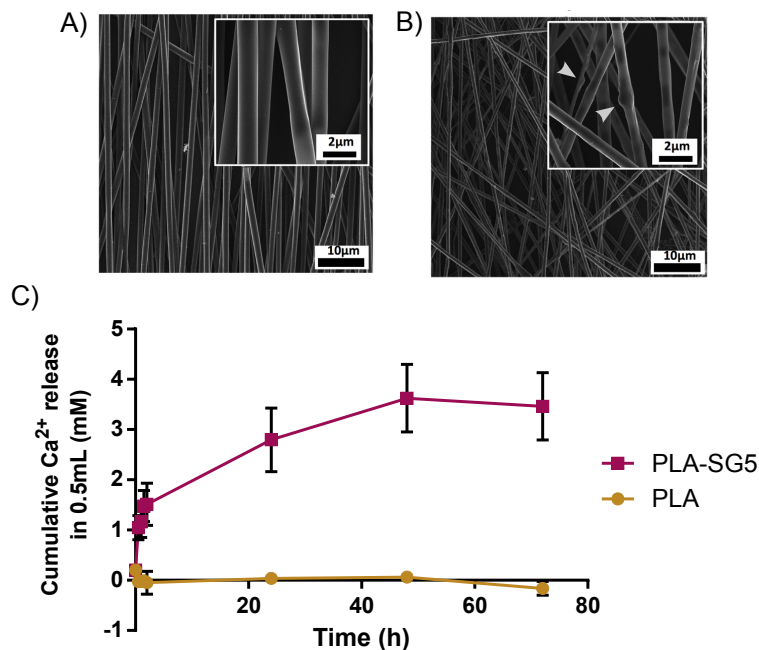 A)
2μm
10μm
B)
2μm
10μm
C)
Cumulative Ca²⁺ release
in 0.5mL (mM)
5
4
3
2
1
0
-1
20
40
60
80
Time (h)
PLA-SG5
PLA